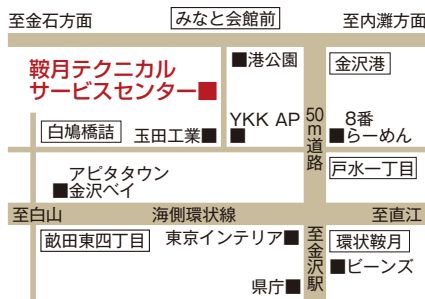 至金石方面
みなと会館前
至内灘方面
鞍月テクニカル
サービスセンター■
■港公園
金沢港
白鳩橋詰
玉田工業■
YKK AP
■
50m道路
8番
■らーめん
アピタタウン
■金沢ベイ
戸水一丁目
至白山
海側環状線
至直江
畝田東四丁目
東京インテリア■
至金沢駅
環状鞍月
■ビーンズ
県庁■